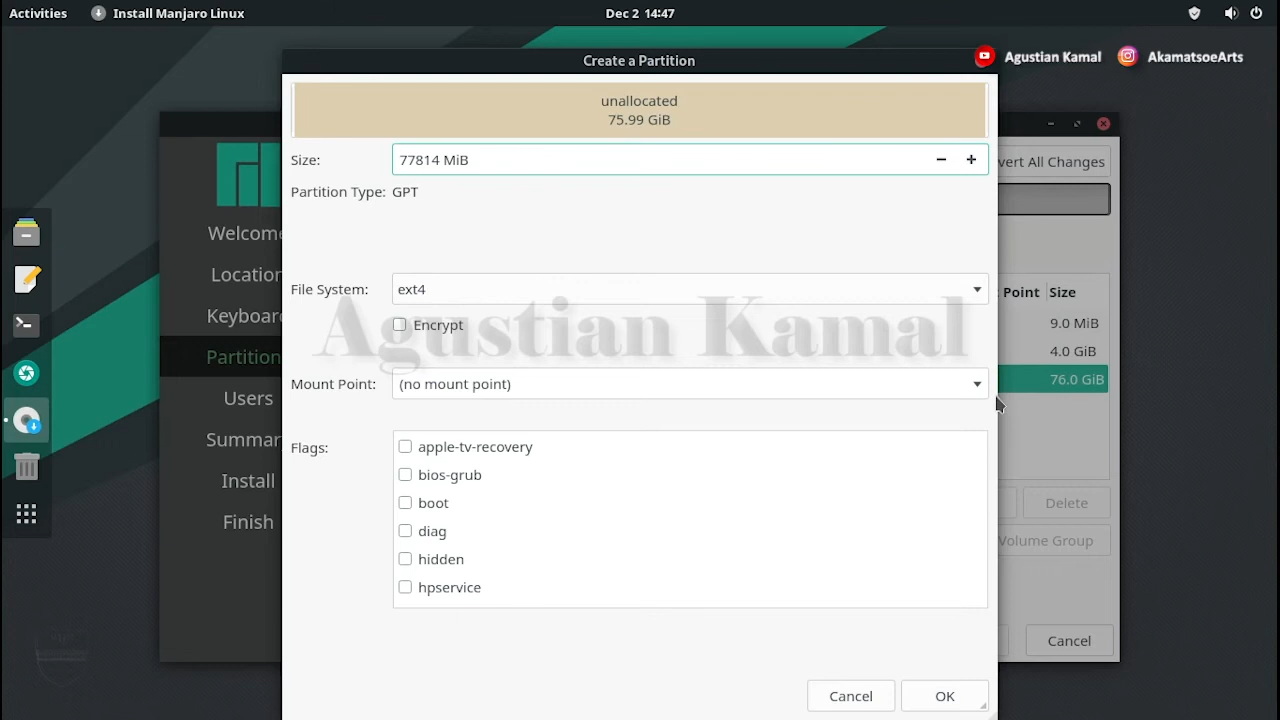 Activities Install Manjaro Linux Dec 2 14:47
Create a Partition
Agustian Kamal AkamatsoeArts
unallocated
75.99 GiB
Size: 77814 MiB
Partition Type: GPT
File System: ext4
Encrypt
Agustian Kamal
Mount Point: (no mount point)
Flags:
apple-tv-recovery
bios-grub
boot
diag
hidden
hpservice
Cancel OK
Welcome
Location
Keyboard
Partition
Users
Summar
Install
Finish
vert All Changes
Point Size
9.0 MiB
4.0 GiB
76.0 GiB
Delete
Volume Group
Cancel